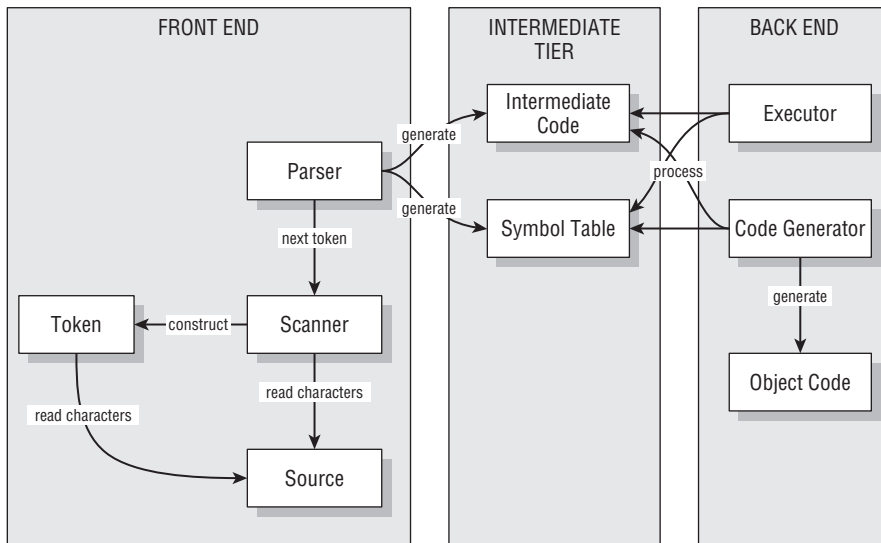 FRONT END
INTERMEDIATE
TIER
BACK END
Intermediate
Code
Executor
generate
Parser
process
generate
Symbol Table
Code Generator
next token
generate
Token
construct
Scanner
Object Code
read characters
read characters
Source